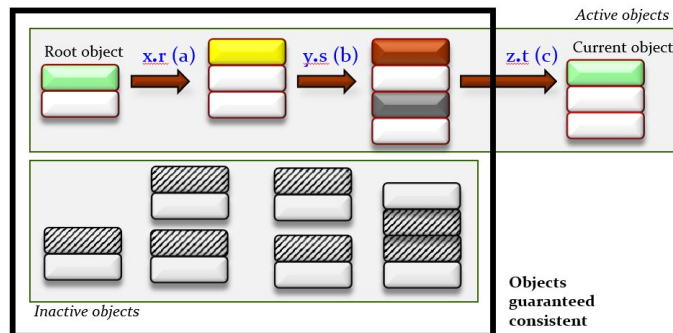 Active objects
Root object
x.r (a)
y.s (b)
z.t (c)
Current object
Inactive objects
Objects
guaranteed
consistent